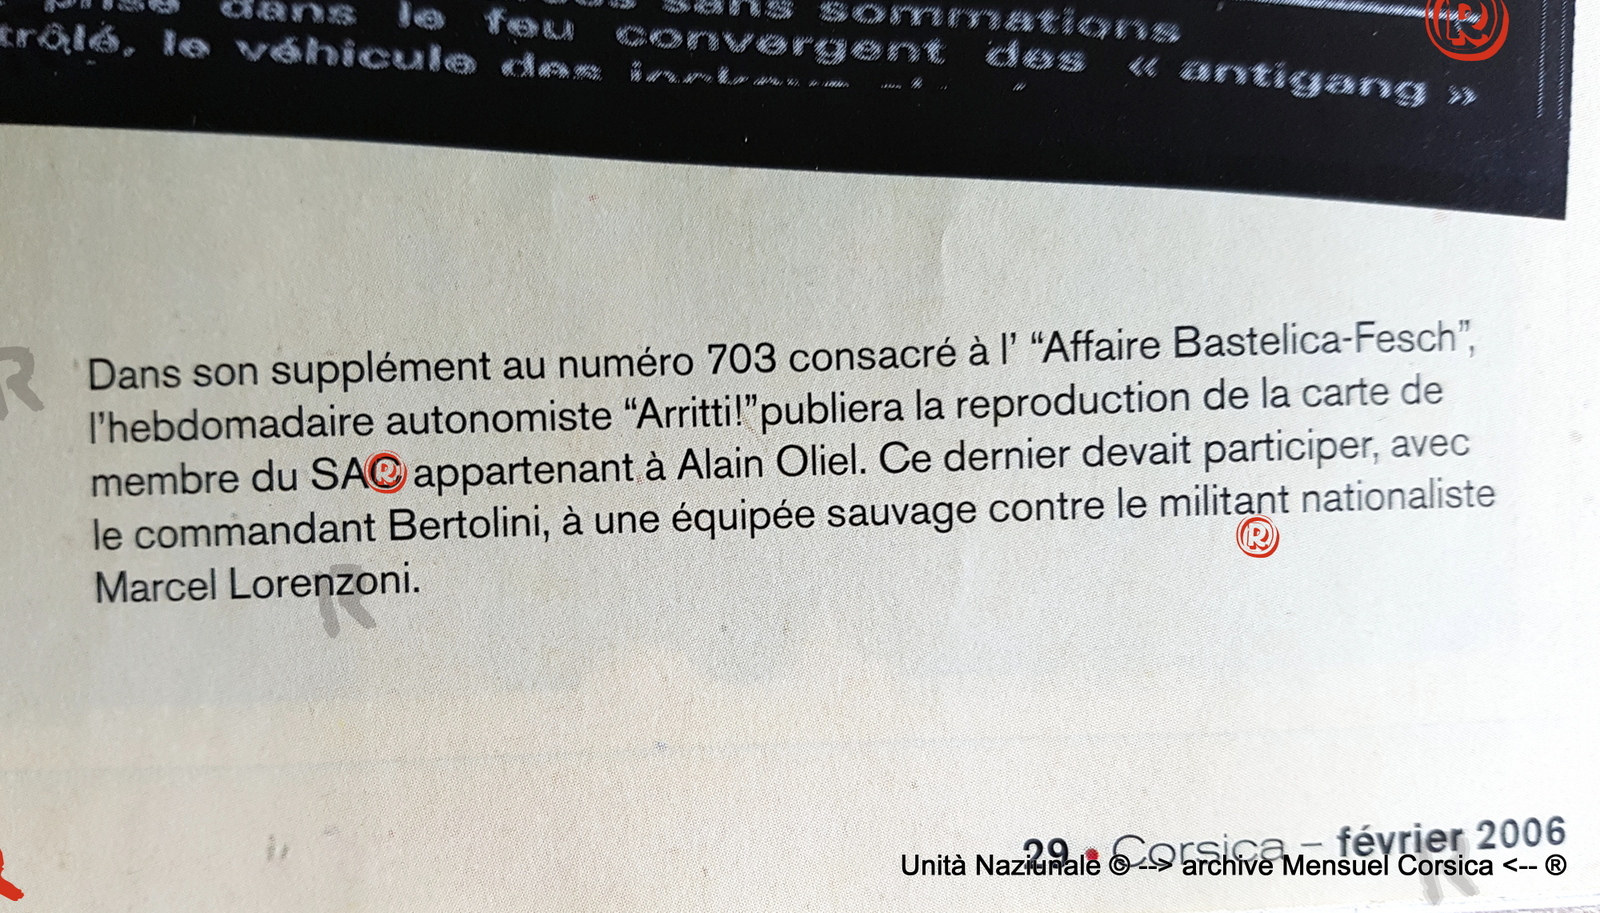 dans le feu sans sommations
trôlé, le véhicule des convergent des « antigang »
Dans son supplément au numéro 703 consacré à l' “Affaire Bastelica-Fesch”,
l'hebdomadaire autonomiste “Arritti!”publiera la reproduction de la carte de
membre du SAC appartenant à Alain Oliel. Ce dernier devait participer, avec
le commandant Bertolini, à une équipée sauvage contre le militant nationaliste
Marcel Lorenzoni.
29 • Corsica – février 2006
Unità Naziunale © --> archive Mensuel Corsica <-- ®